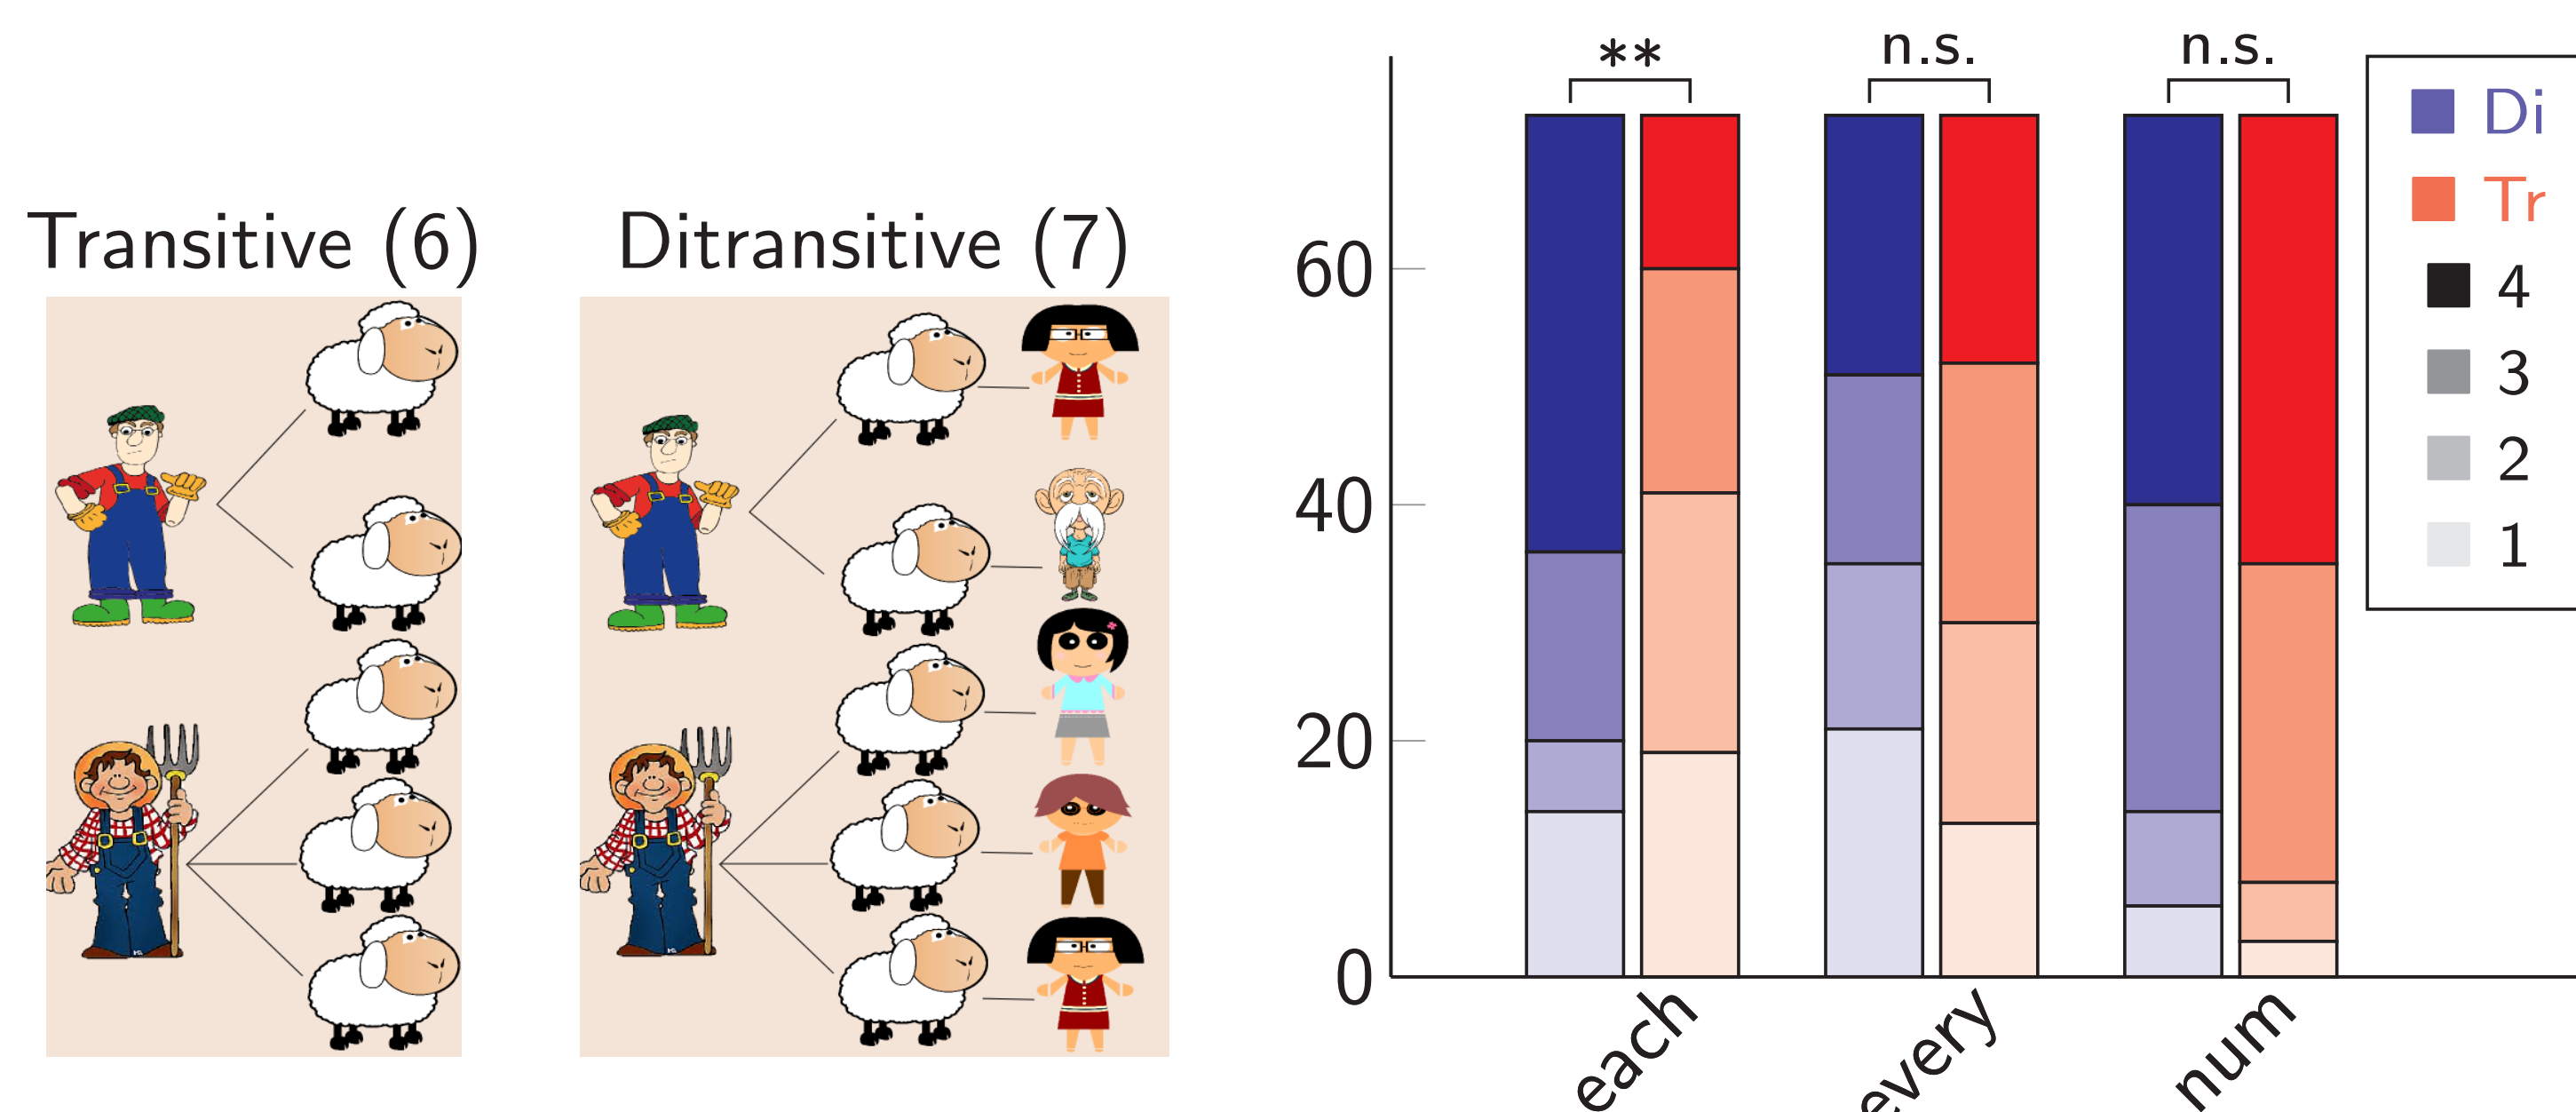 Transitive (6)
Ditransitive (7)
** n.s. n.s.
60
40
20
0
each every num
Di
Tr
4
3
2
1